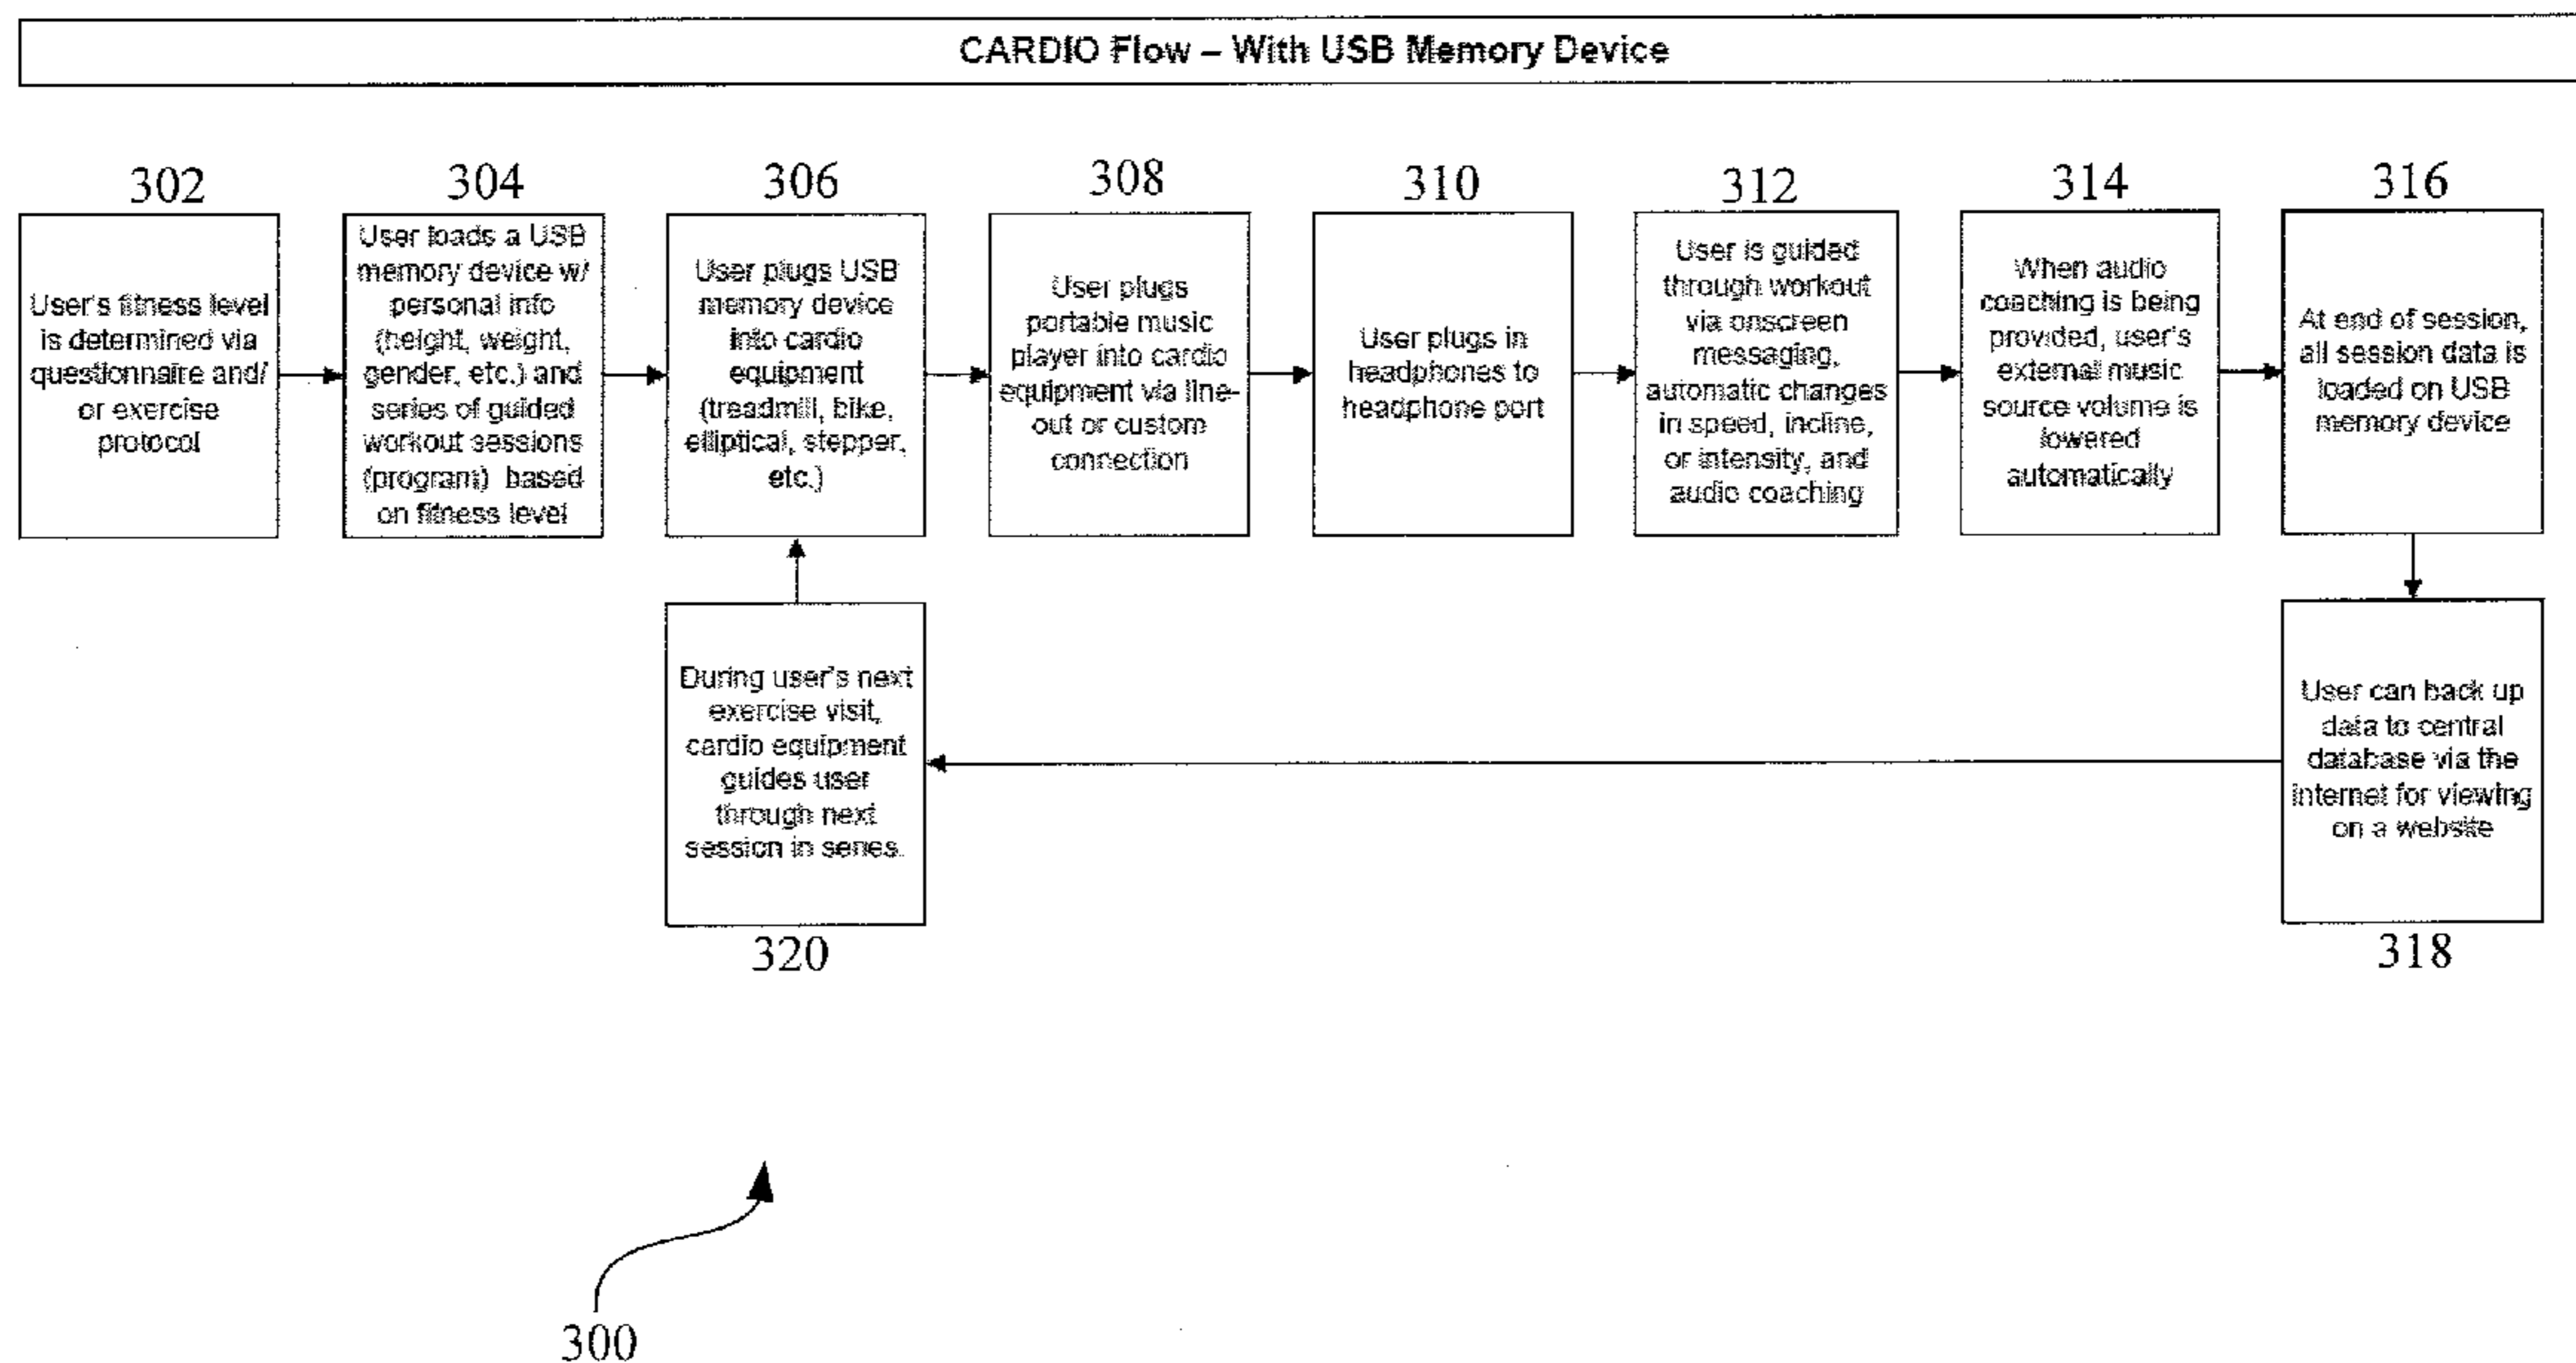 CARDIO Flow – With USB Memory Device
302
User's fitness level
is determined via
questionnaire and/
or exercise
protocol
304
User loads a USB
memory device w/
personal info
(height, weight,
gender, etc.) and
series of guided
workout sessions
(program) based
on fitness level
306
User plugs USB
memory device
into cardio
equipment
(treadmill, bike,
elliptical, stepper,
etc.)
308
User plugs
portable music
player into cardio
equipment via line-
out or custom
connection
310
User plugs in
headphones to
headphone port
312
User is guided
through workout
via onscreen
messaging,
automatic changes
in speed, incline,
or intensity, and
audio coaching
314
When audio
coaching is being
provided, user's
external music
source volume is
lowered
automatically
316
At end of session,
all session data is
loaded on USB
memory device
During user's next
exercise visit,
cardio equipment
guides user
through next
session in series.
320
User can back up
data to central
database via the
internet for viewing
on a website
318
300